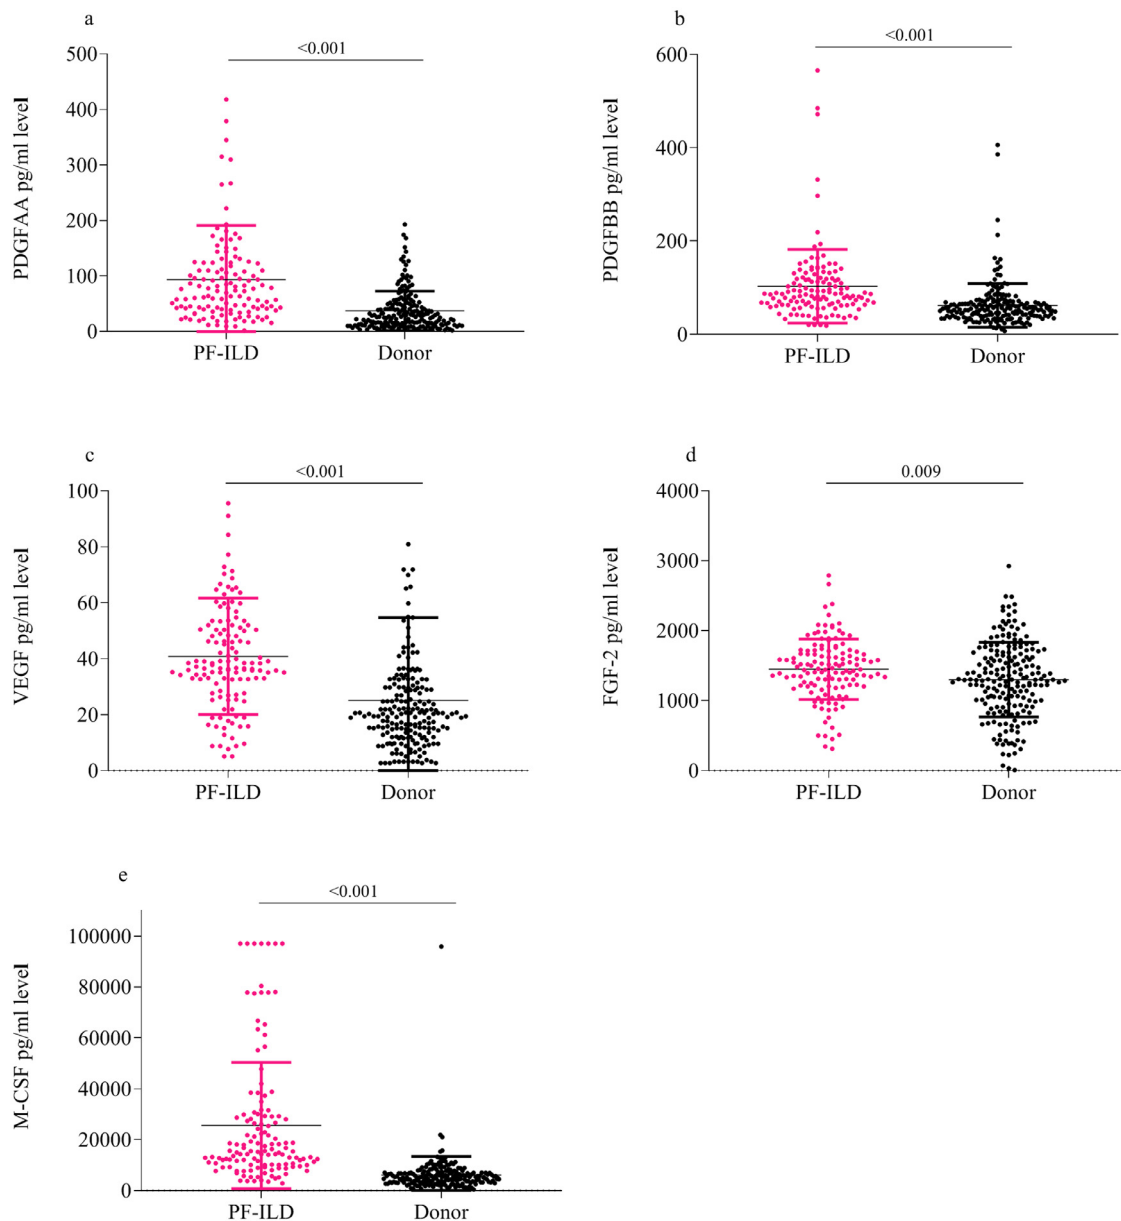 a
<0.001
PDGFAA pg/ml level
500
400
300
200
100
0
PF-ILD Donor
b
<0.001
PDGFBB pg/ml level
600
400
200
0
PF-ILD Donor
c
<0.001
VEGF pg/ml level
100
80
60
40
20
0
PF-ILD Donor
d
0.009
FGF-2 pg/ml level
4000
3000
2000
1000
0
PF-ILD Donor
e
<0.001
M-CSF pg/ml level
100000
80000
60000
40000
20000
0
PF-ILD Donor